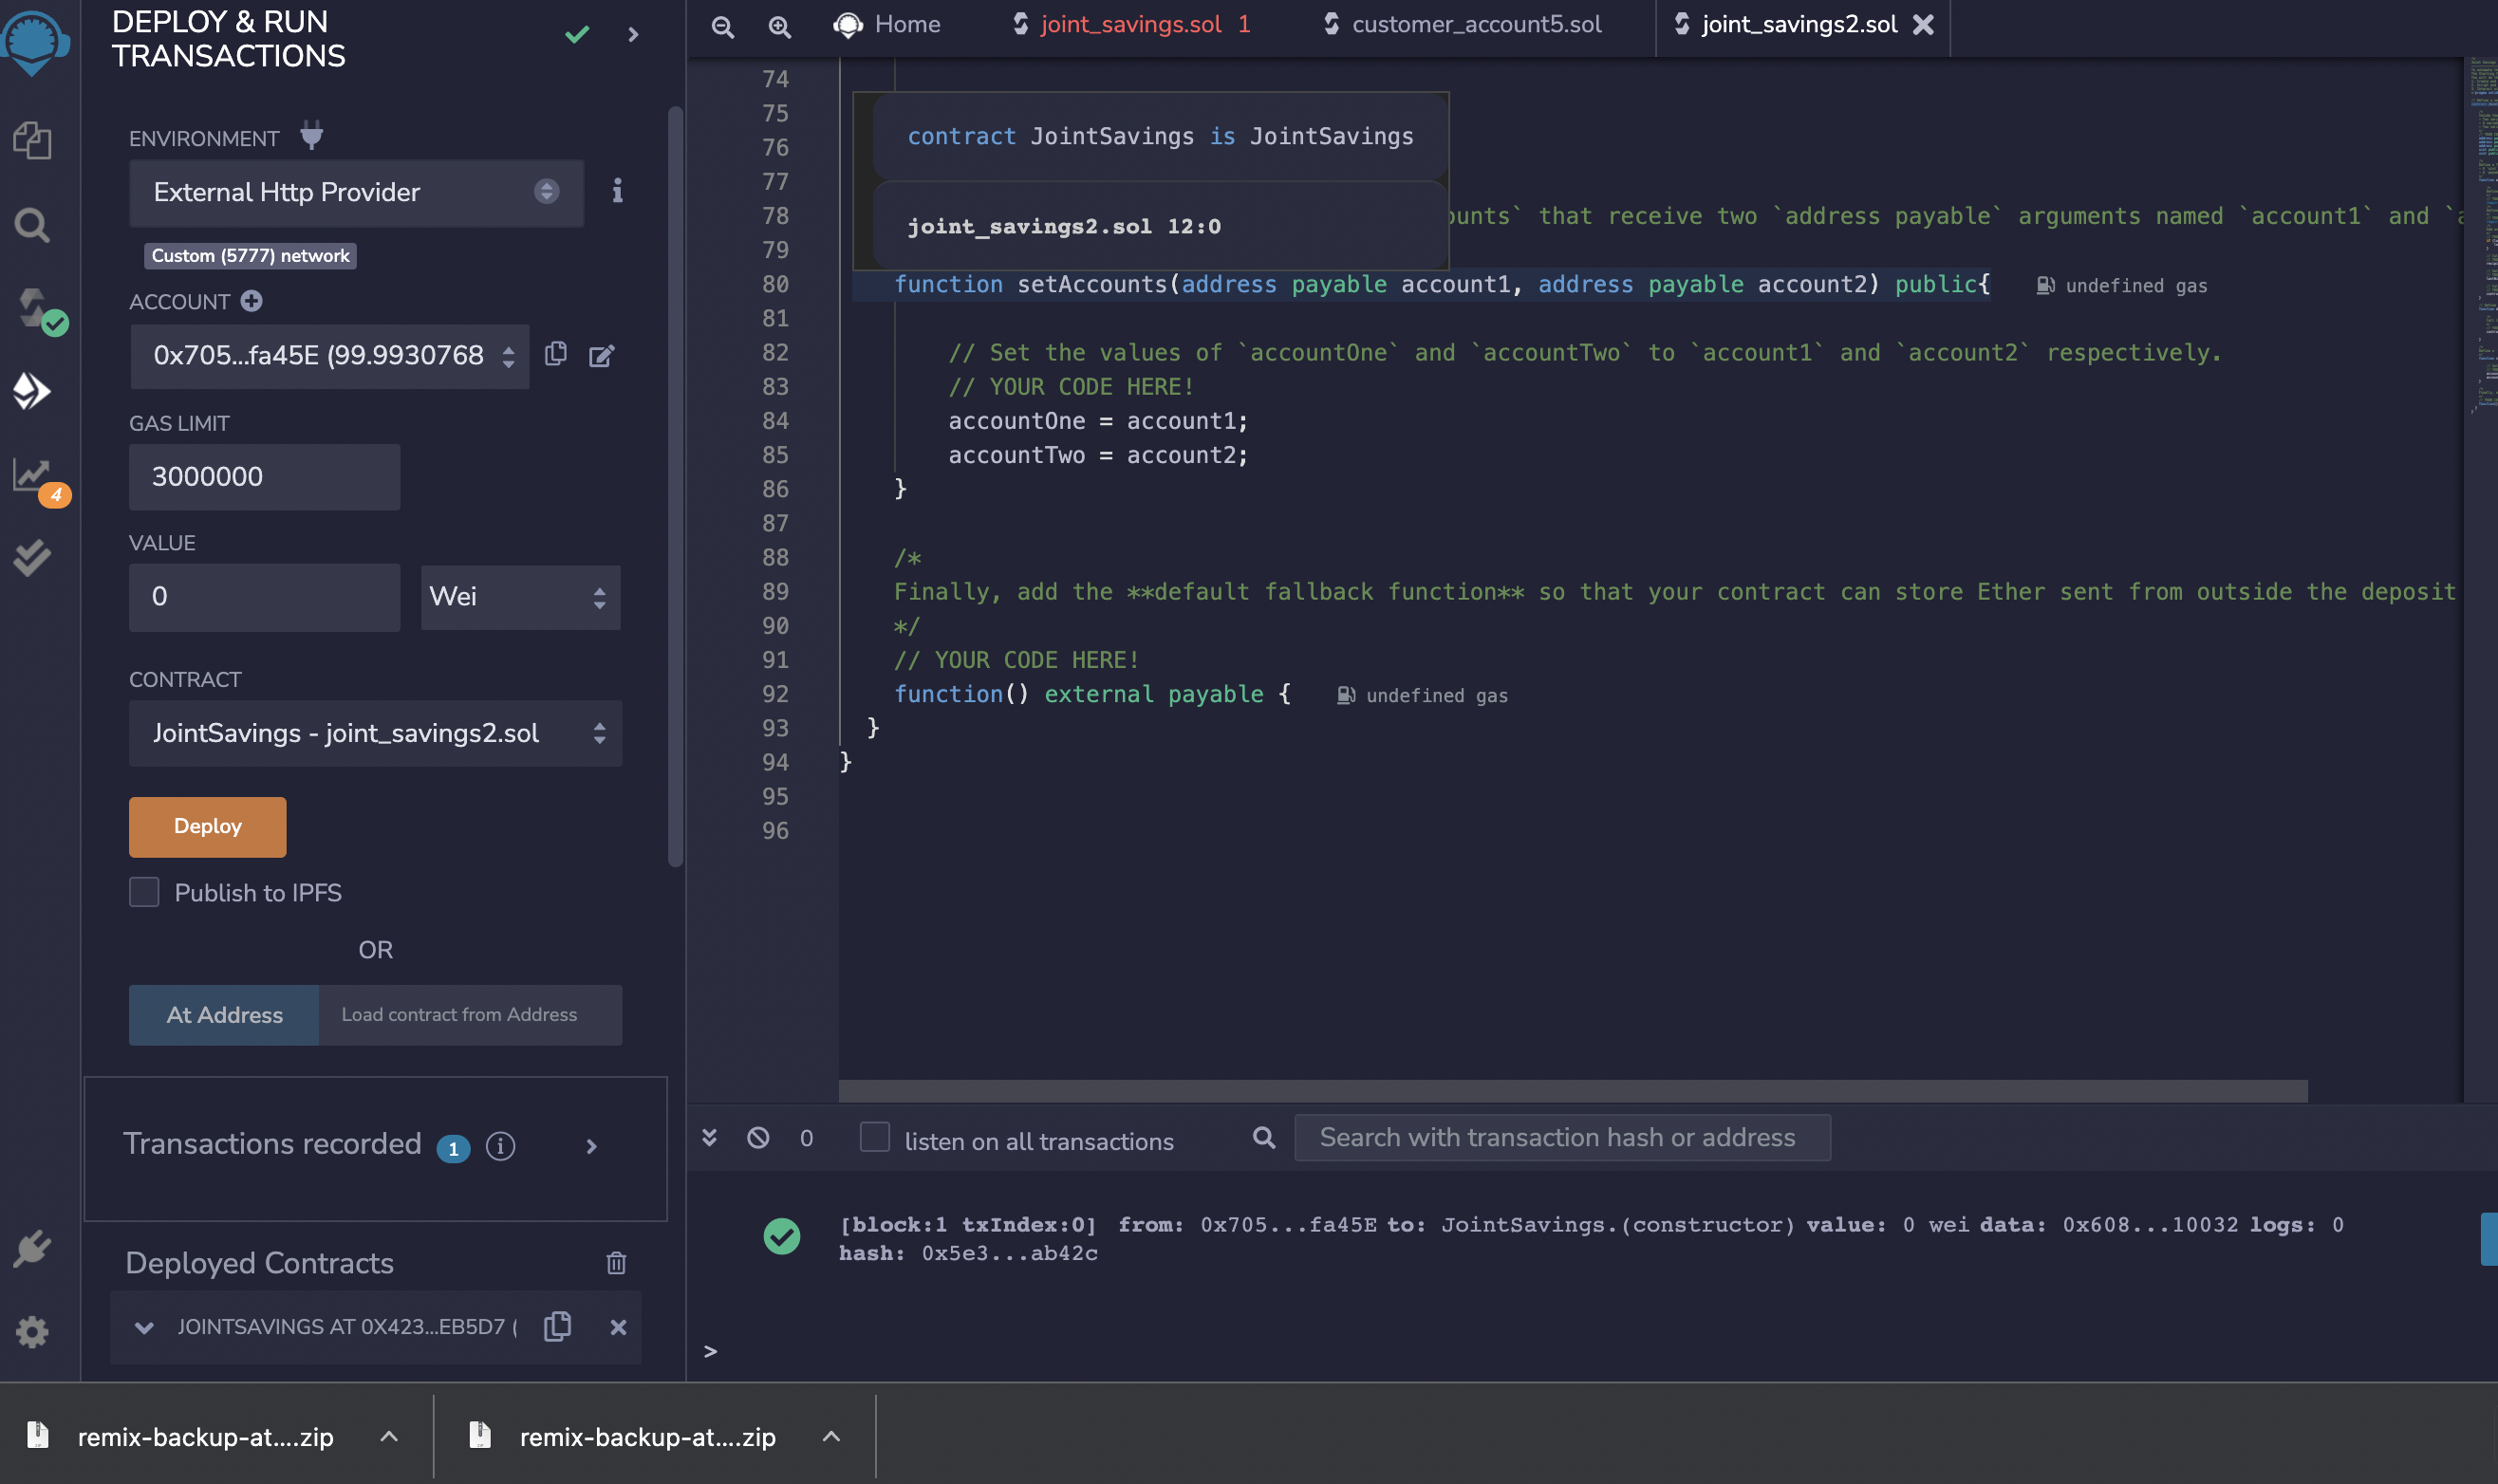 DEPLOY & RUN
TRANSACTIONS
ENVIRONMENT
External Http Provider
Custom (5777) network
ACCOUNT
0x705...fa45E (99.9930768
GAS LIMIT
3000000
VALUE
0
Wei
CONTRACT
JointSavings - joint_savings2.sol
Deploy
Publish to IPFS
OR
At Address
Load contract from Address
Transactions recorded 1
Deployed Contracts
JOINTSAVINGS AT 0X423...EB5D7 (
4
Home
joint_savings.sol 1
customer_account5.sol
joint_savings2.sol
74
75
contract JointSavings is JointSavings
76
77
joint_savings2.sol 12:0
78 ounts` that receive two `address payable` arguments named `account1` and `a
79
80 function setAccounts(address payable account1, address payable account2) public{ undefined gas
81
82 // Set the values of `accountOne` and `accountTwo` to `account1` and `account2` respectively.
83 // YOUR CODE HERE!
84 accountOne = account1;
85 accountTwo = account2;
86 }
87
88 /*
89 Finally, add the **default fallback function** so that your contract can store Ether sent from outside the deposit
90 */
91 // YOUR CODE HERE!
92 function() external payable { undefined gas
93 }
94 }
95
96
0
listen on all transactions
Search with transaction hash or address
[block:1 txIndex:0] from: 0x705...fa45E to: JointSavings.(constructor) value: 0 wei data: 0x608...10032 logs: 0
hash: 0x5e3...ab42c
>
remix-backup-at....zip
remix-backup-at....zip